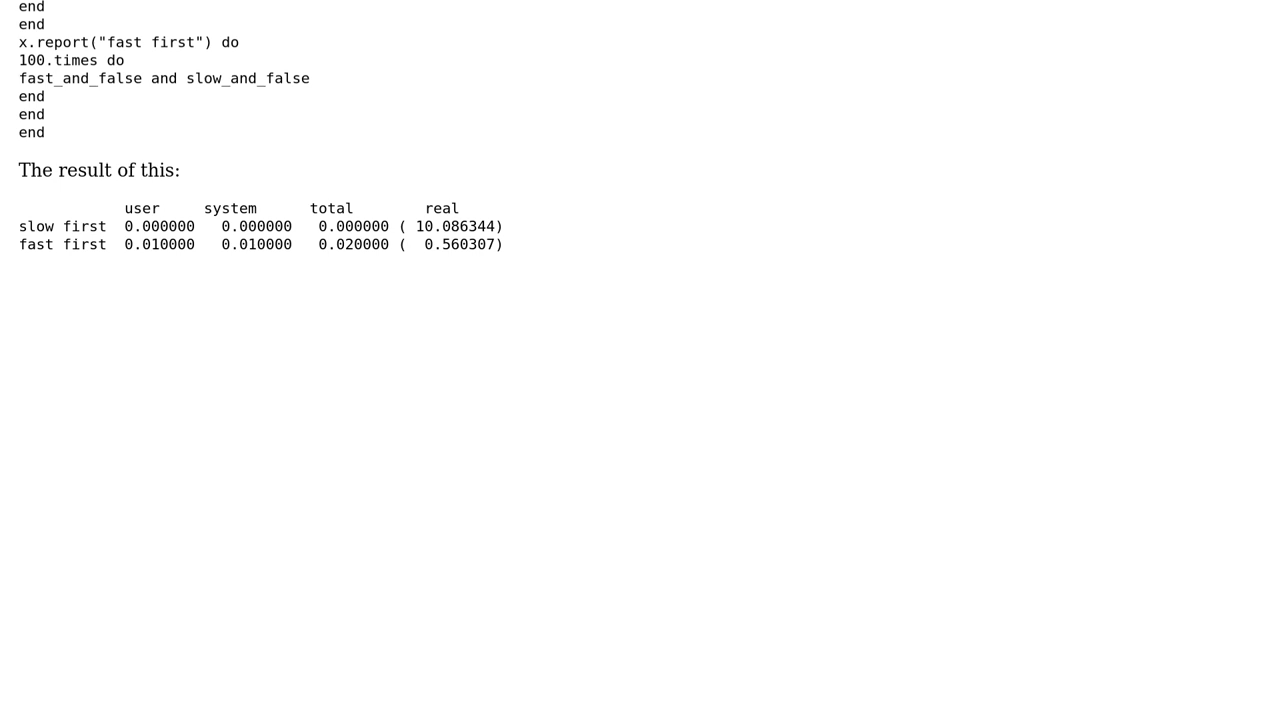 end
end
x.report("fast first") do
100.times do
fast_and_false and slow_and_false
end
end
end
The result of this:
            user     system      total        real
slow first  0.000000   0.000000   0.000000 ( 10.086344)
fast first  0.010000   0.010000   0.020000 (  0.560307)